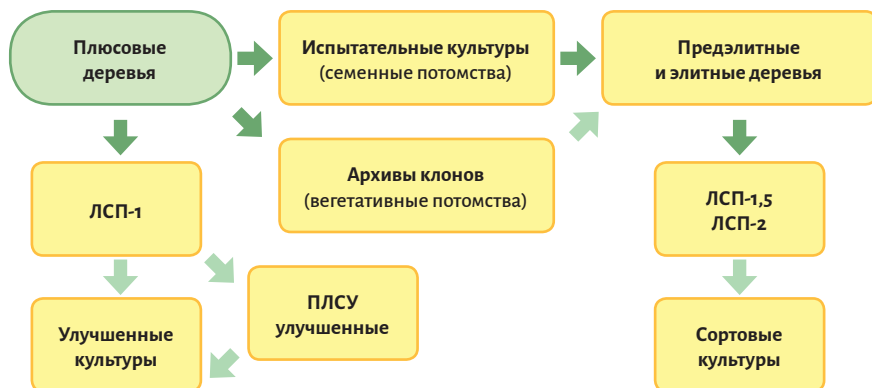 Плюсовые
деревья
Испытательные культуры
(семенные потомства)
Предэлитные
и элитные деревья
Архивы клонов
(вегетативные потомства)
ЛСП-1
ЛСП-1,5
ЛСП-2
ПЛСУ
улучшенные
Улучшенные
культуры
Сортовые
культуры